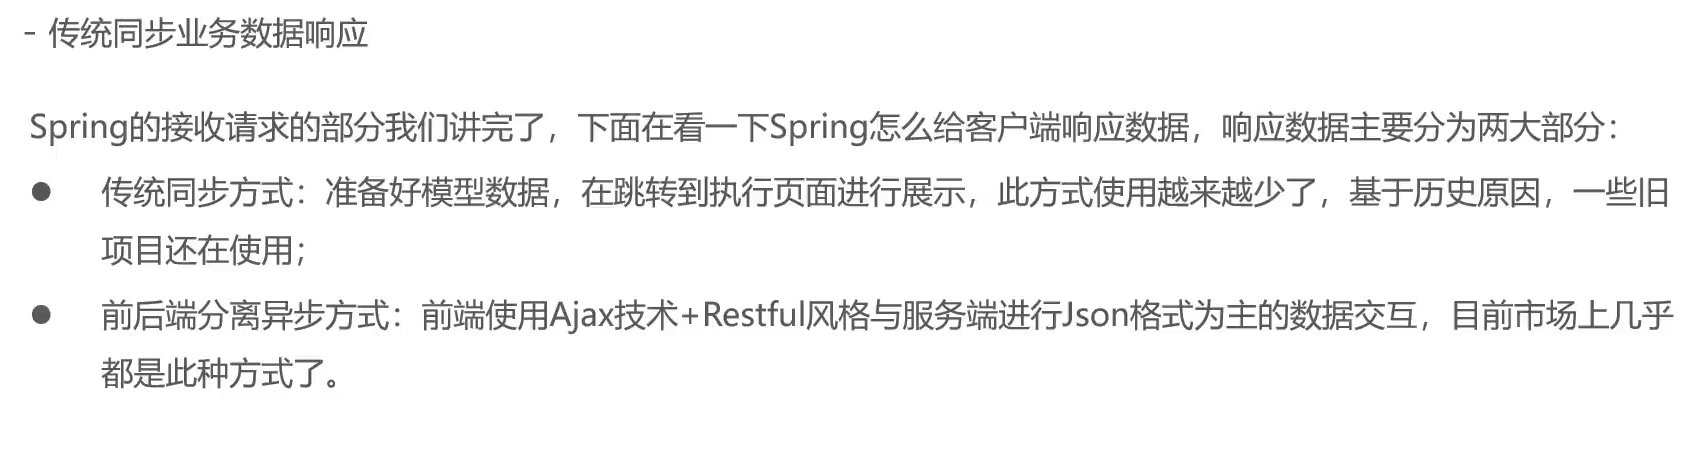 - 传统同步业务数据响应
Spring的接收请求的部分我们讲完了，下面在看一下Spring怎么给客户端响应数据，响应数据主要分为两大部分：
● 传统同步方式：准备好模型数据，在跳转到执行页面进行展示，此方式使用越来越少了，基于历史原因，一些旧
项目还在使用；
● 前后端分离异步方式：前端使用Ajax技术+Restful风格与服务端进行Json格式为主的数据交互，目前市场上几乎
都是此种方式了。